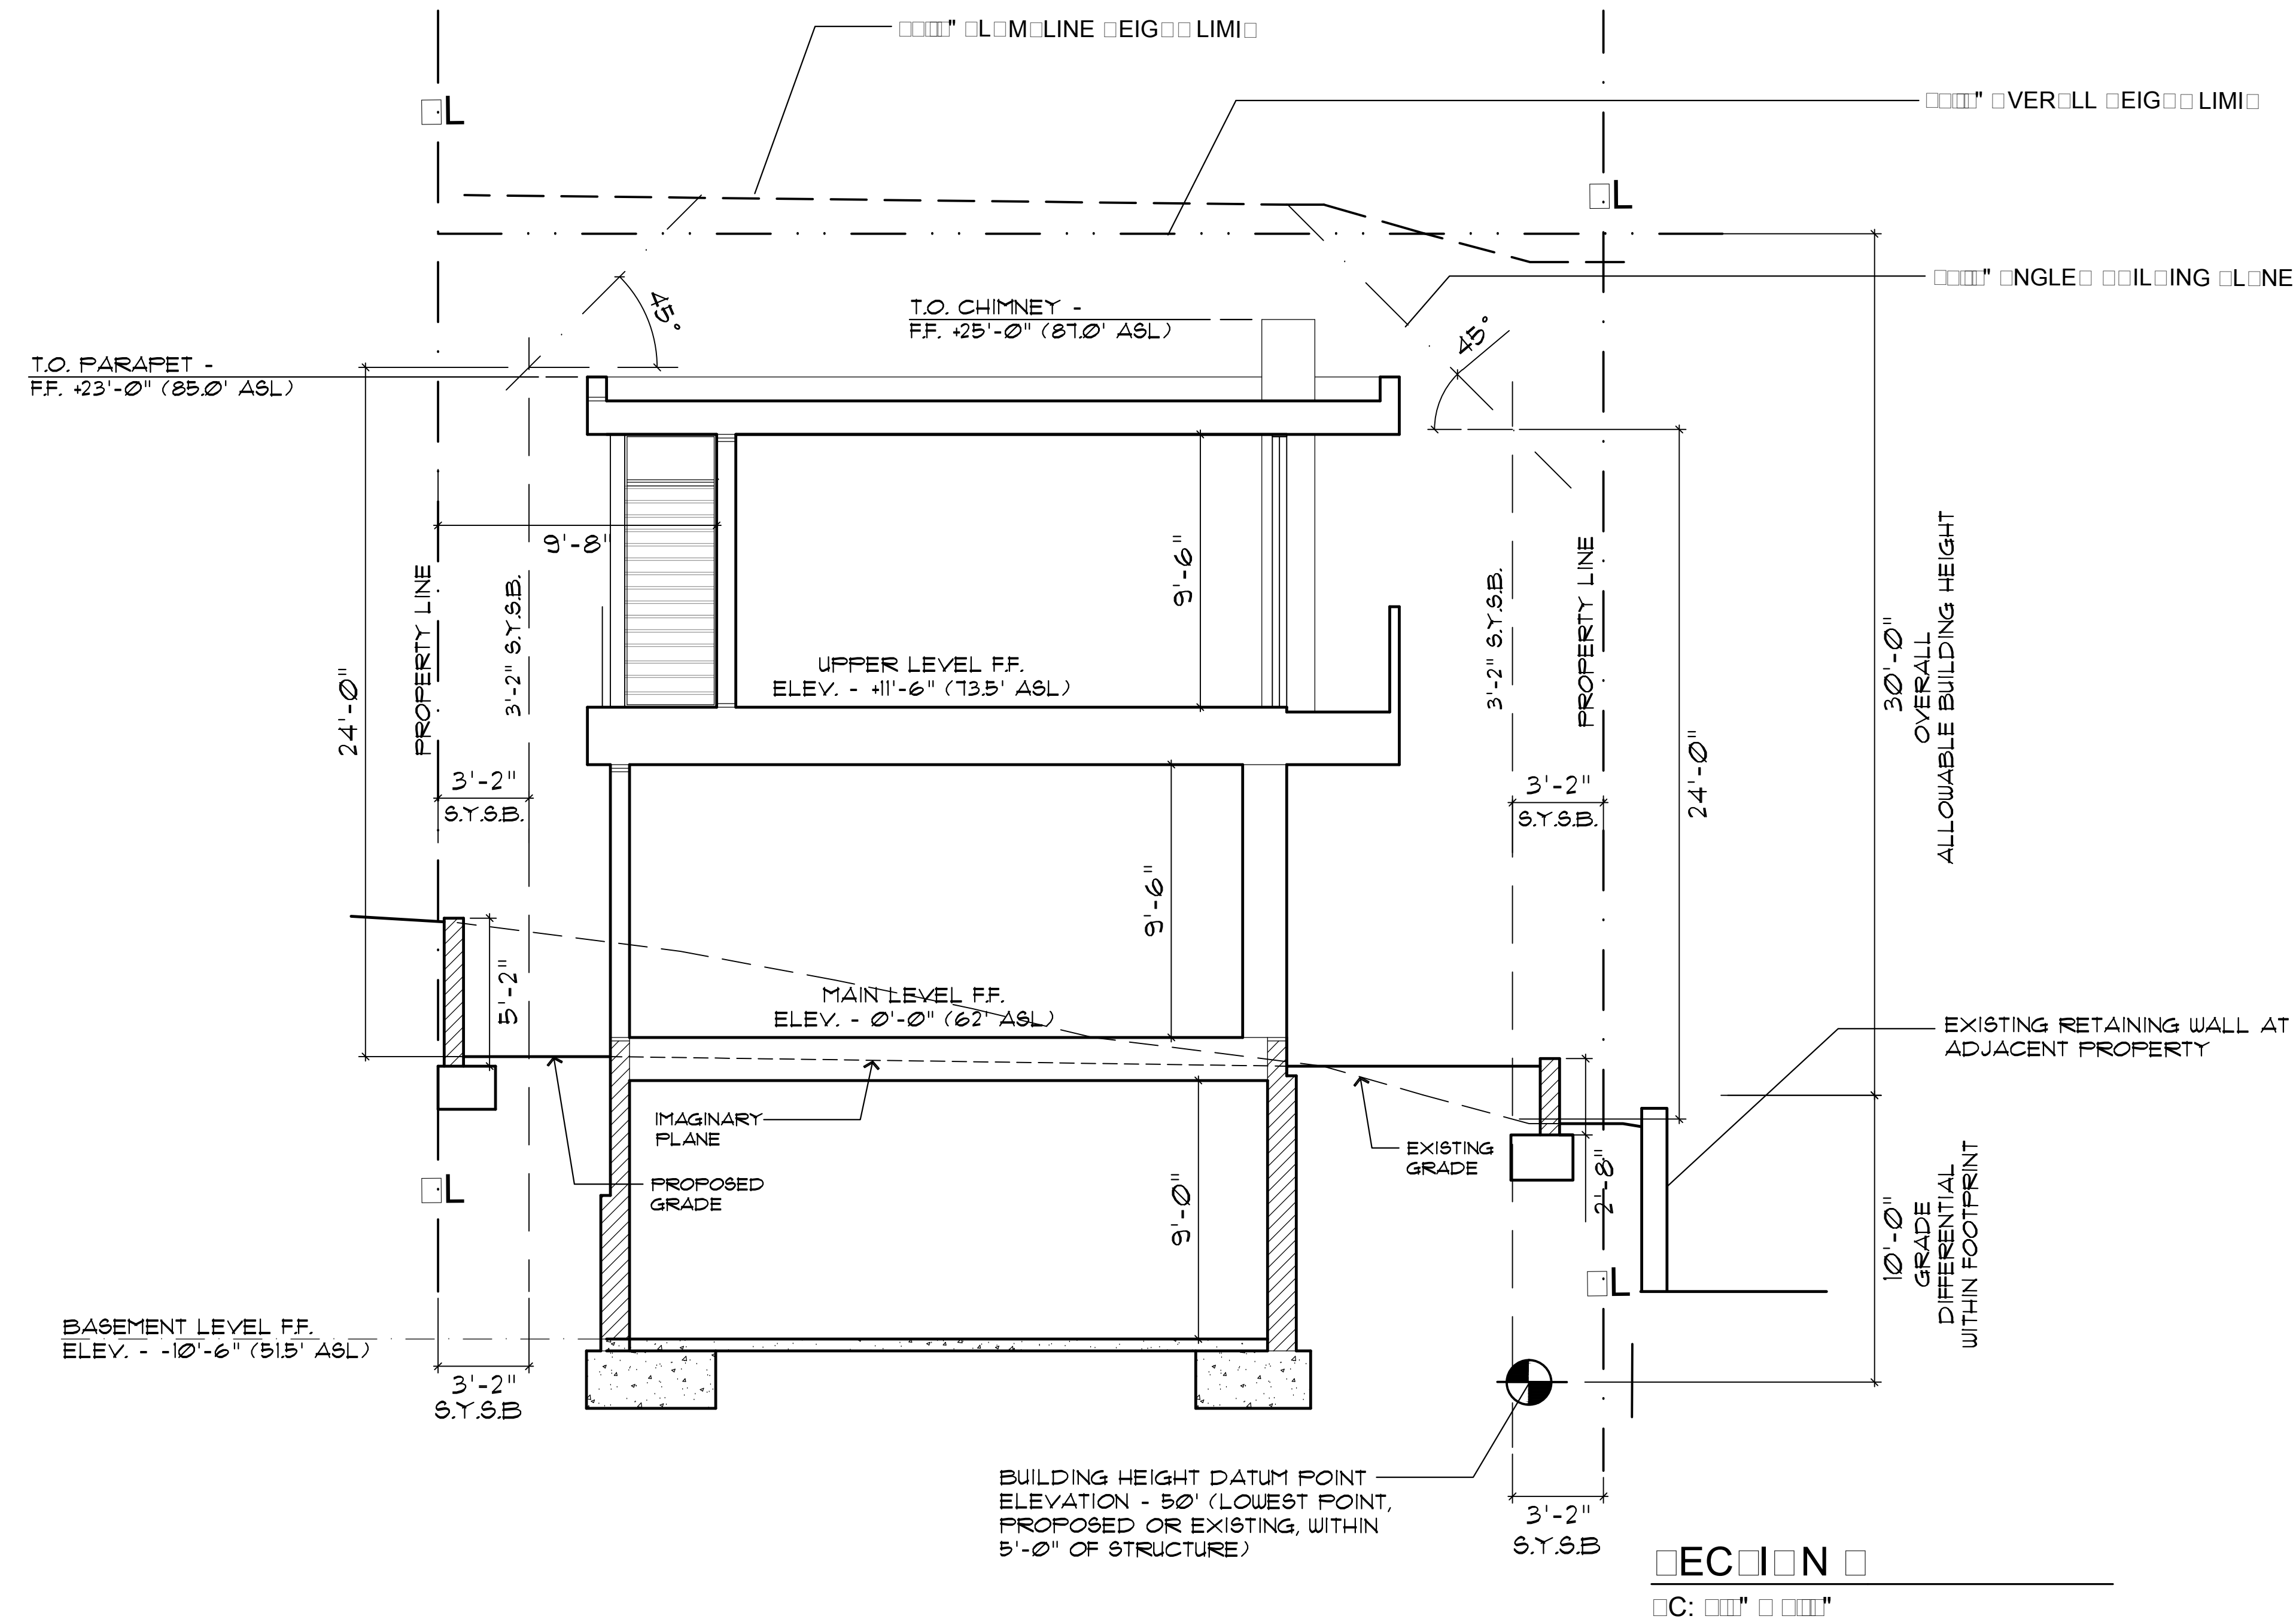 LIMI
LL
LIMI
L
L
T.O. CHIMNEY -
F.F. +25'-0" (87.0' ASL)
45°
45°
T.O. PARAPET -
F.F. +23'-0" (85.0' ASL)
9'-8"
9'-6"
PROPERTY LINE
3'-2" S.Y.S.B.
3'-2" S.Y.S.B.
PROPERTY LINE
24'-0"
UPPER LEVEL F.F.
ELEV. - +11'-6" (73.5' ASL)
30'-0"
OVERALL
ALLOWABLE BUILDING HEIGHT
24'-0"
3'-2"
S.Y.S.B.
3'-2"
S.Y.S.B.
9'-6"
5'-2"
MAIN LEVEL F.F.
ELEV. - 0'-0" (62' ASL)
EXISTING RETAINING WALL AT
ADJACENT PROPERTY
IMAGINARY
PLANE
EXISTING
GRADE
PROPOSED
GRADE
2'-8"
9'-0"
L
L
10'-0"
GRADE
DIFFERENTIAL
WITHIN FOOTPRINT
BASEMENT LEVEL F.F.
ELEV. - -10'-6" (51.5' ASL)
3'-2"
S.Y.S.B
BUILDING HEIGHT DATUM POINT
ELEVATION - 50' (LOWEST POINT,
PROPOSED OR EXISTING, WITHIN
5'-0" OF STRUCTURE)
3'-2"
S.Y.S.B